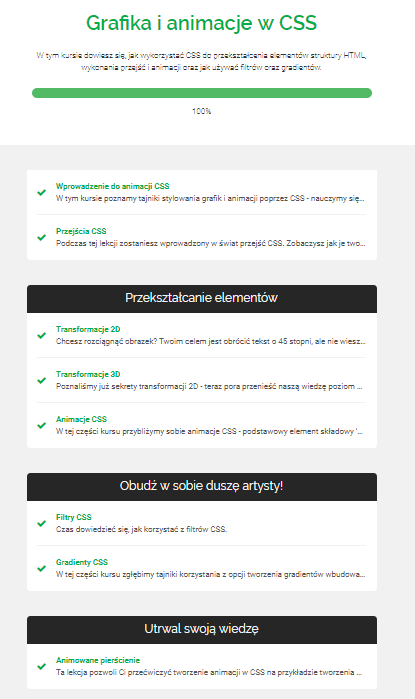 Grafika i animacje w CSS
W tym kursie dowiesz się, jak wykorzystać CSS do przekształcenia elementów struktury HTML,
wykonania przejść i animacji oraz jak używać filtrów oraz gradientów.
100%
Wprowadzenie do animacji CSS
W tym kursie poznamy tajniki stylowania grafik i animacji poprzez CSS - nauczymy się...
Przejścia CSS
Podczas tej lekcji zostaniesz wprowadzony w świat przejść CSS. Zobaczysz jak je two...
Przekształcanie elementów
Transformacje 2D
Chcesz rozciągnąć obrazek? Twoim celem jest obrócić tekst o 45 stopni, ale nie wiesz...
Transformacje 3D
Poznaliśmy już sekrety transformacji 2D - teraz pora przenieść naszą wiedzę poziom ...
Animacje CSS
W tej części kursu przybliżymy sobie animacje CSS - podstawowy element składowy '...
Obudź w sobie duszę artysty!
Filtry CSS
Czas dowiedzieć się, jak korzystać z filtrów CSS.
Gradienty CSS
W tej części kursu zgłębimy tajniki korzystania z opcji tworzenia gradientów wbudowa...
Utrwal swoją wiedzę
Animowane pierścienie
Ta lekcja pozwoli Ci przećwiczyć tworzenie animacji w CSS na przykładzie tworzenia ...